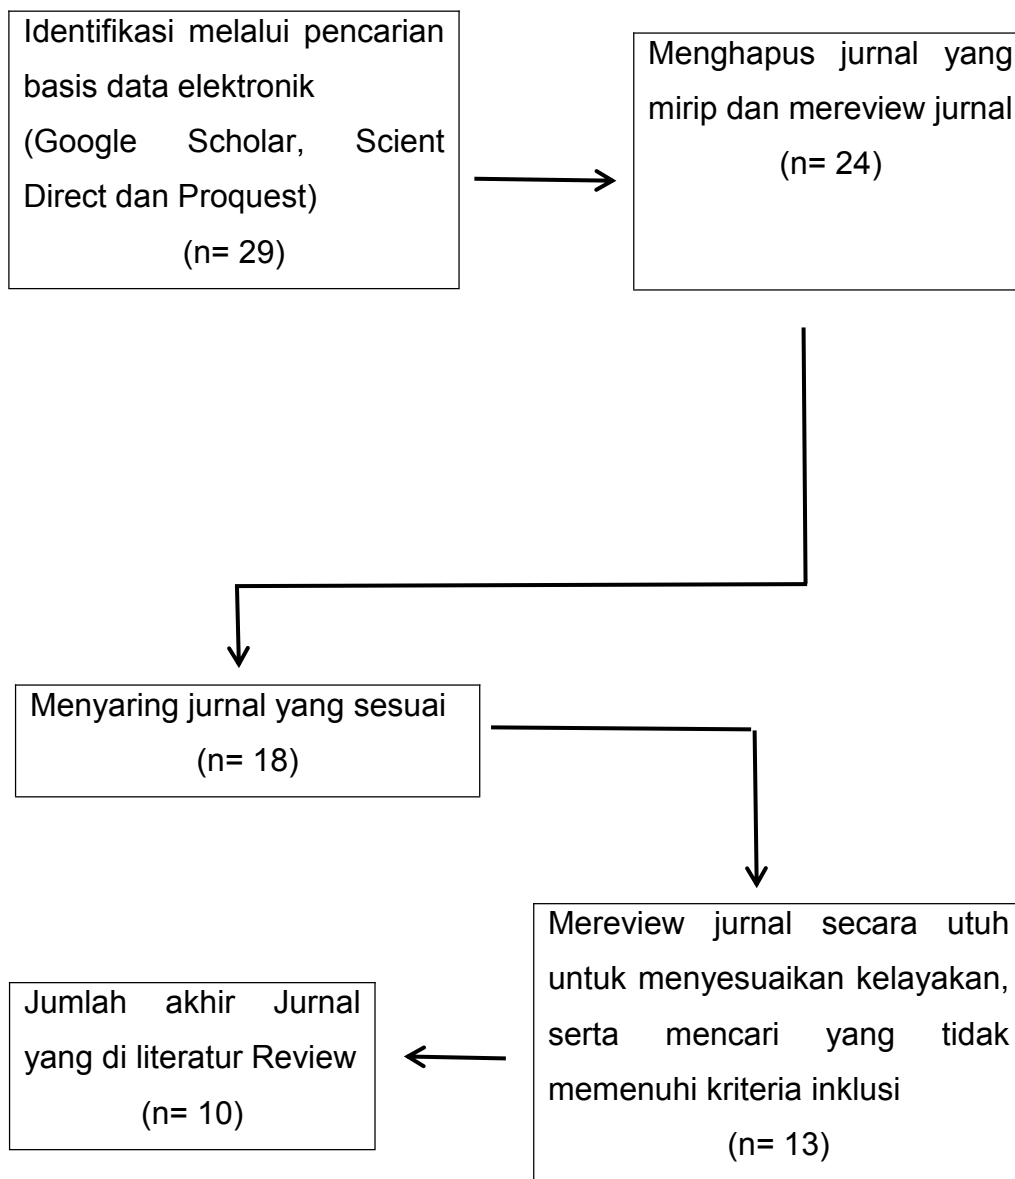 Identifikasi melalui pencarian
basis data elektronik
(Google Scholar, Scient
Direct dan Proquest)
(n= 29)
Menghapus jurnal yang
mirip dan mereview jurnal
(n= 24)
Menyaring jurnal yang sesuai
(n= 18)
Mereview jurnal secara utuh
untuk menyesuaikan kelayakan,
serta mencari yang tidak
memenuhi kriteria inklusi
(n= 13)
Jumlah akhir Jurnal
yang di literatur Review
(n= 10)